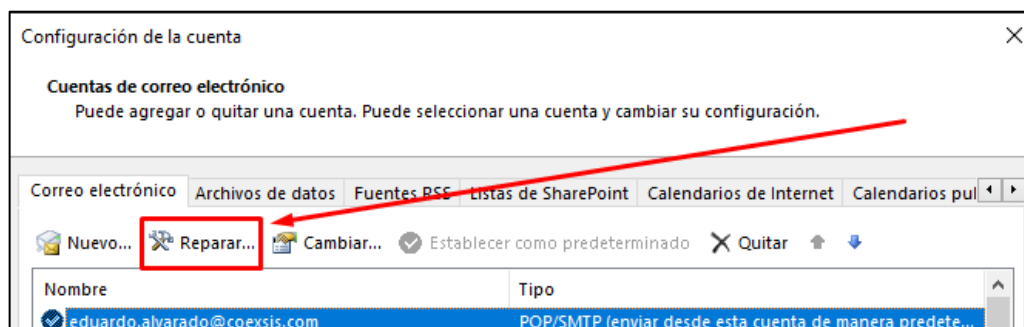 Configuración de la cuenta
Cuentas de correo electrónico
Puede agregar o quitar una cuenta. Puede seleccionar una cuenta y cambiar su configuración.
Correo electrónico Archivos de datos Fuentes RSS Listas de SharePoint Calendarios de Internet Calendarios pul
Nuevo... Reparar... Cambiar... Establecer como predeterminado Quitar
Nombre Tipo
eduardo.alvarado@coexsis.com POP/SMTP (enviar desde esta cuenta de manera predete...